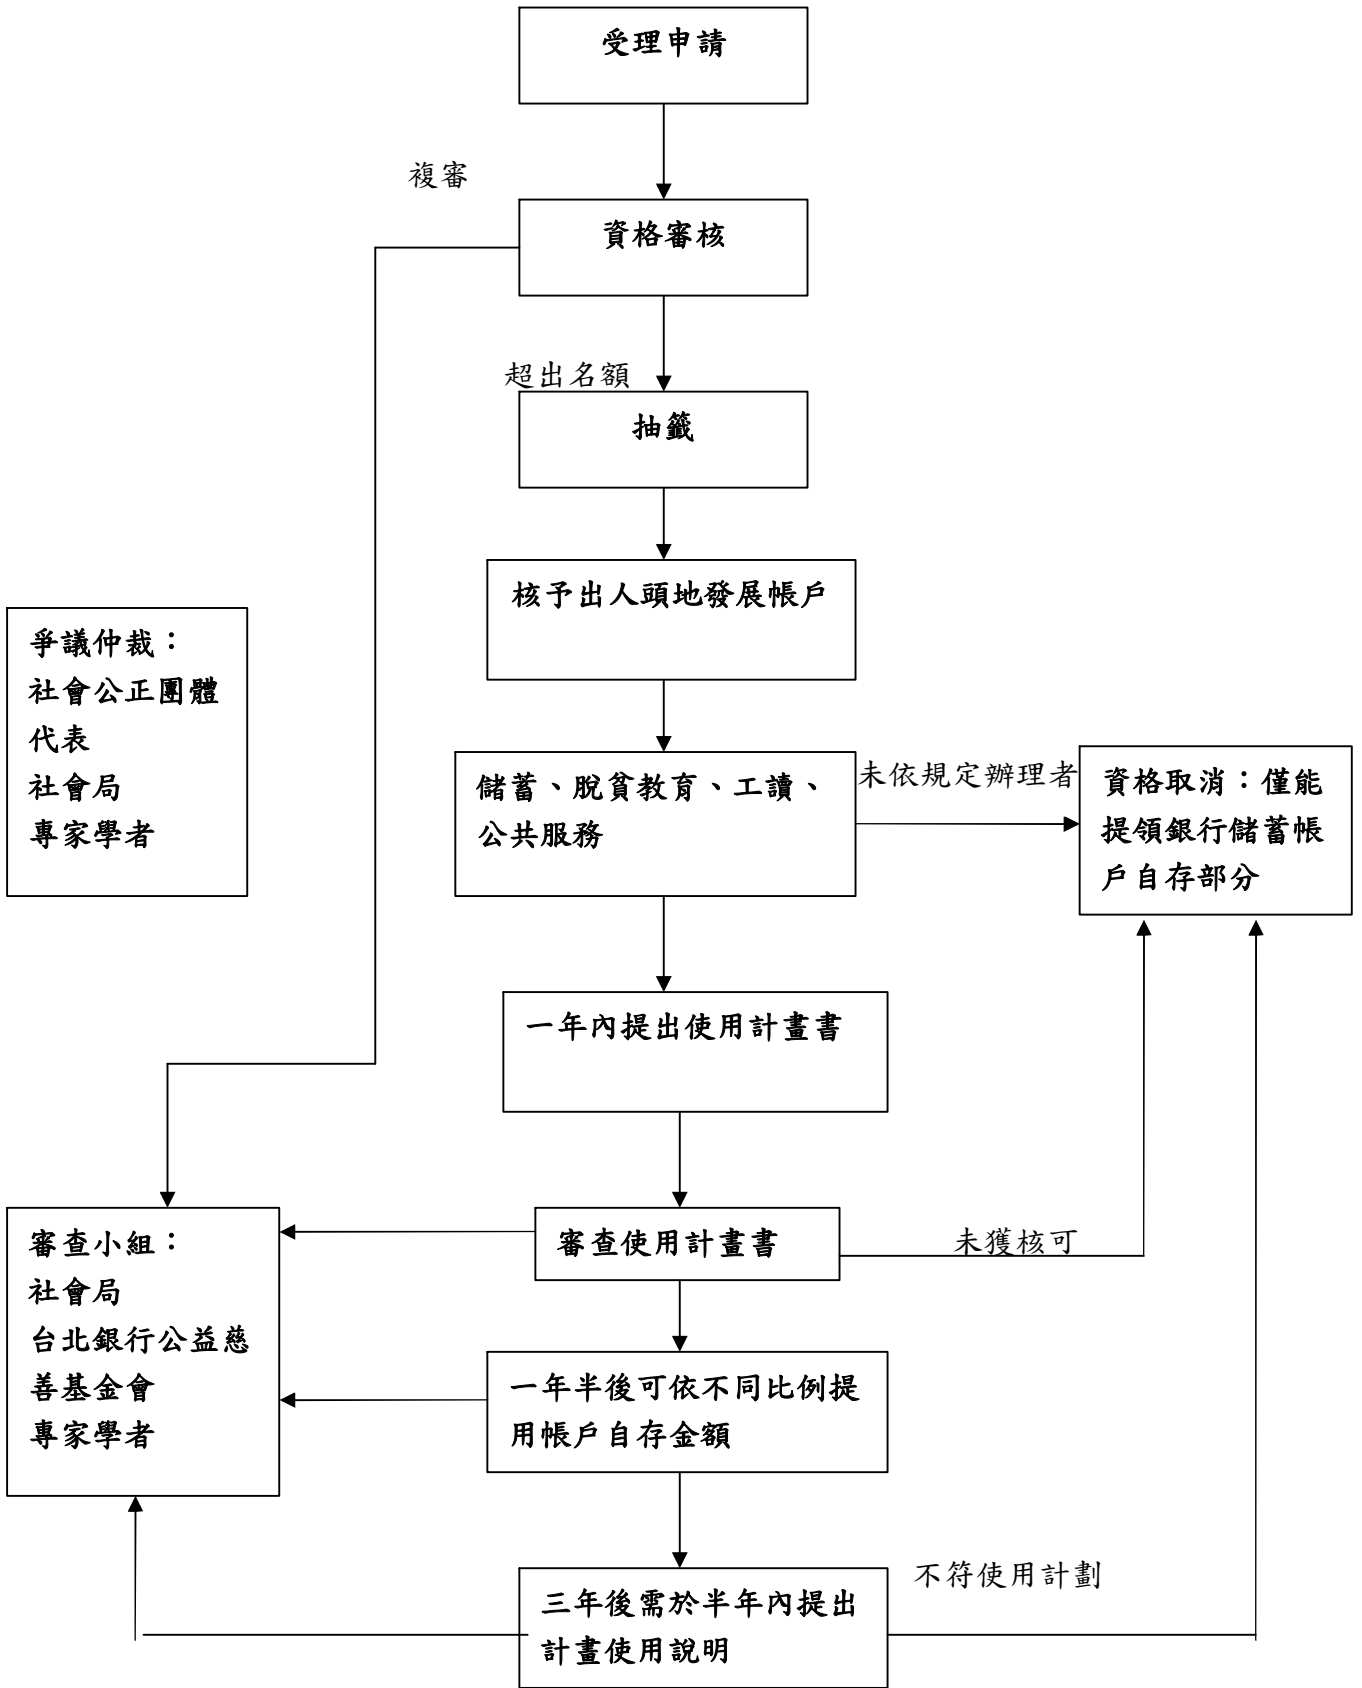 受理申請
複審
資格審核
超出名額
抽籤
核予出人頭地發展帳戶
爭議仲裁：
社會公正團體
代表
社會局
專家學者
儲蓄、脫貧教育、工讀、
公共服務
未依規定辦理者
資格取消：僅能
提領銀行儲蓄帳
戶自存部分
一年內提出使用計畫書
審查小組：
社會局
台北銀行公益慈
善基金會
專家學者
審查使用計畫書
未獲核可
一年半後可依不同比例提
用帳戶自存金額
不符使用計劃
三年後需於半年內提出
計畫使用說明